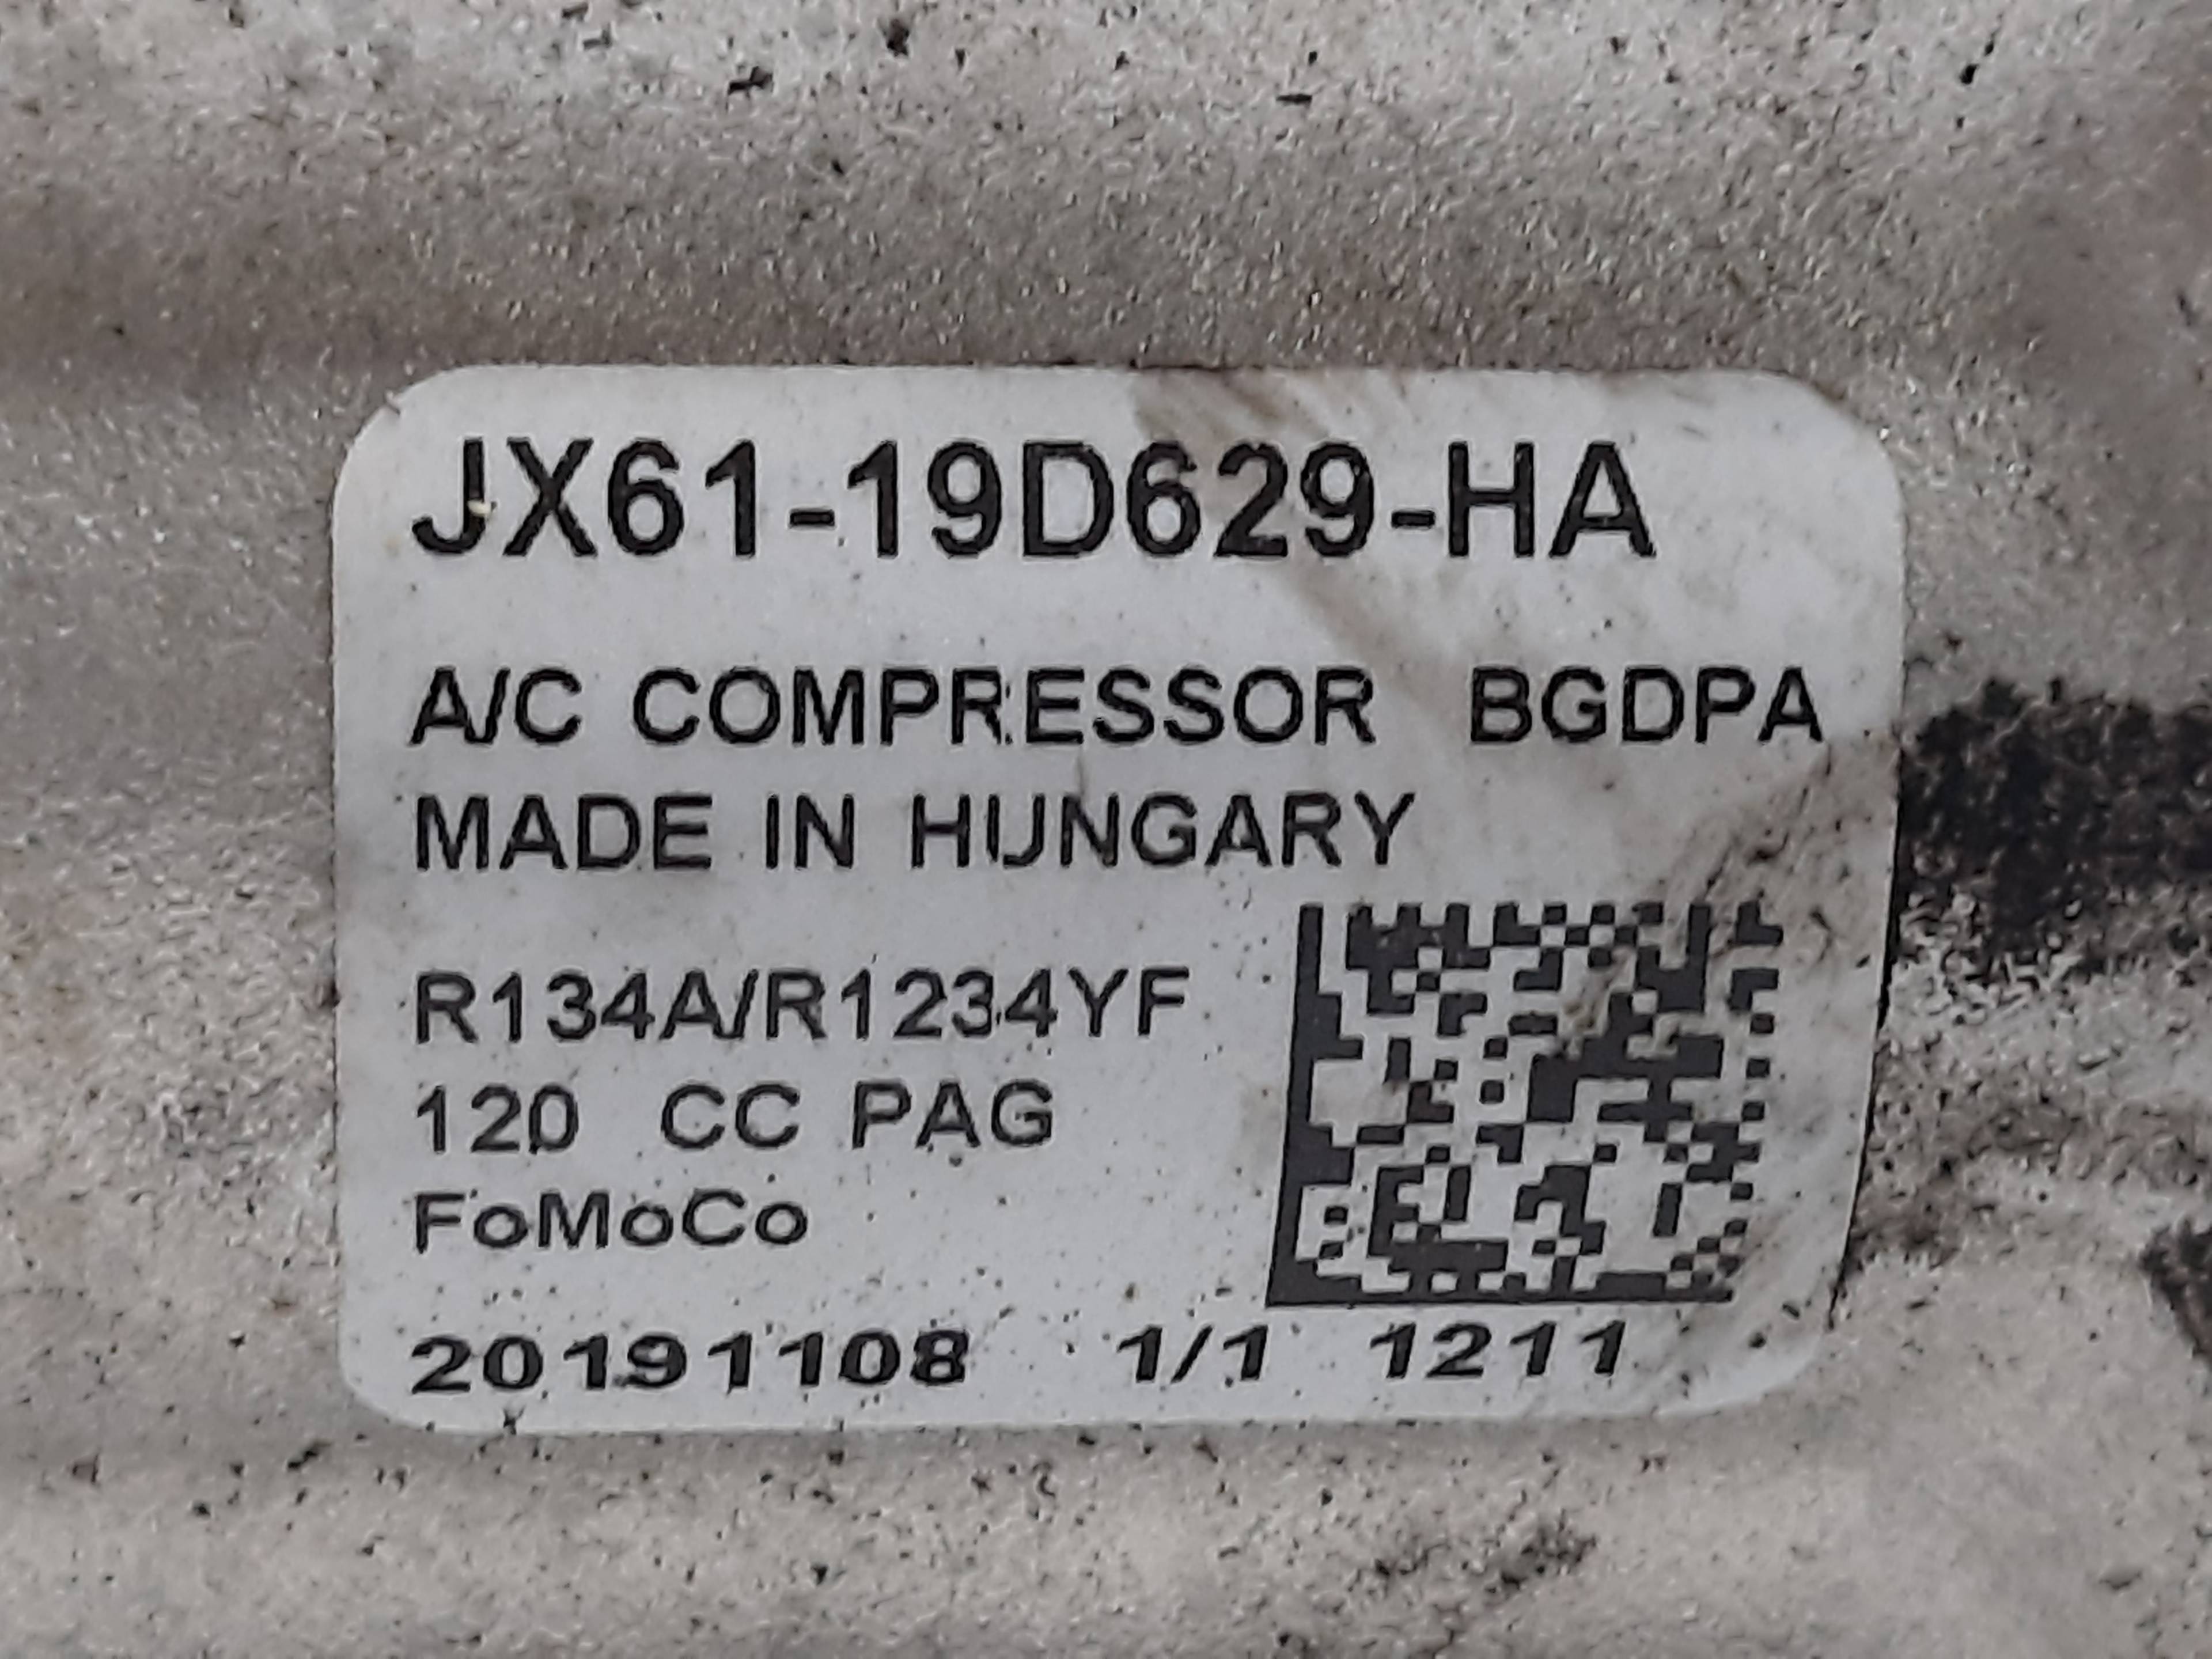 JX61-19D629-HA
A/C COMPRESSOR BGDPA
MADE IN HUNGARY
R134A/R1234YF
120 CC PAG
FoMoCo
20191108 1/1 1211